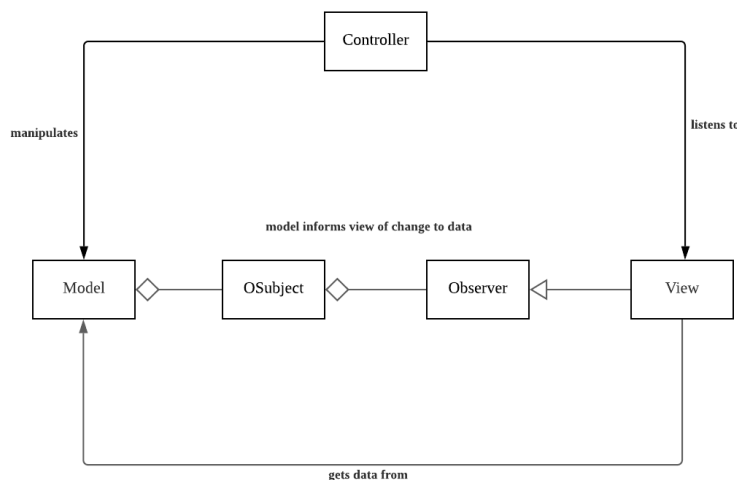 Controller
manipulates
listens to
model informs view of change to data
Model
OSubject
Observer
View
gets data from